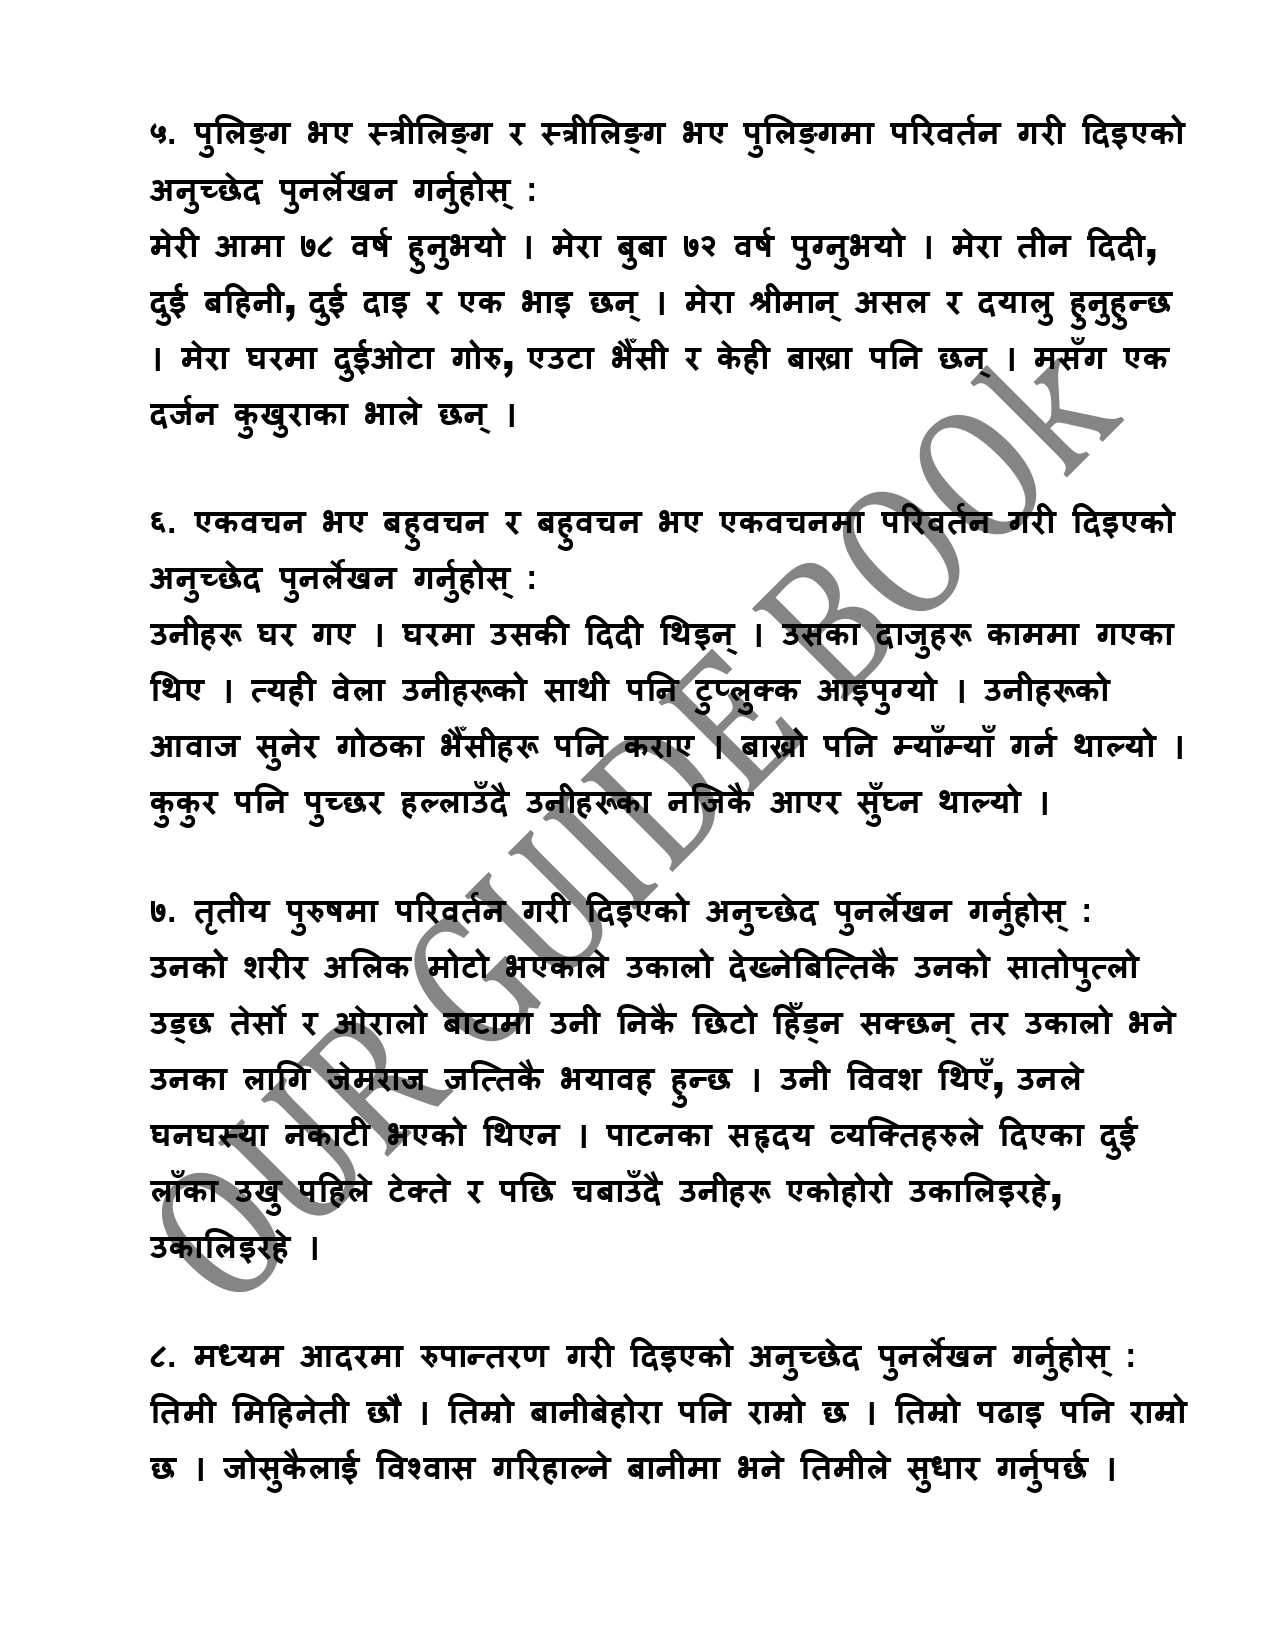 ५. पुलिङ्ग भए स्त्रीलिङ्ग र स्त्रीलिङ्ग भए पुलिङ्गमा परिवर्तन गरी दिइएको
अनुच्छेद पुनर्लेखन गर्नुहोस् :
मेरी आमा ७८ वर्ष हुनुभयो । मेरा बुबा ७२ वर्ष पुग्नुभयो । मेरा तीन दिदी,
दुई बहिनी, दुई दाइ र एक भाइ छन् । मेरा श्रीमान् असल र दयालु हुनुहुन्छ
। मेरा घरमा दुईओटा गोरु, एउटा भैँसी र केही बाख्रा पनि छन् । मसँग एक
दर्जन कुखुराका भाले छन् ।
६. एकवचन भए बहुवचन र बहुवचन भए एकवचनमा परिवर्तन गरी दिइएको
अनुच्छेद पुनर्लेखन गर्नुहोस् :
उनीहरू घर गए । घरमा उसकी दिदी थिइन् । उसका दाजुहरू काममा गएका
थिए । त्यही वेला उनीहरूको साथी पनि टुप्लुक्क आइपुग्यो । उनीहरूको
आवाज सुनेर गोठका भैँसीहरू पनि कराए । बाख्रो पनि म्याँम्याँ गर्न थाल्यो ।
कुकुर पनि पुच्छर हल्लाउँदै उनीहरूका नजिकै आएर सुँघ्न थाल्यो ।
७. तृतीय पुरुषमा परिवर्तन गरी दिइएको अनुच्छेद पुनर्लेखन गर्नुहोस् :
उनको शरीर अलिक मोटो भएकाले उकालो देख्नेबित्तिकै उनको सातोपुत्लो
उड्छ तेर्सो र ओरालो बाटामा उनी निकै छिटो हिँड्न सक्छन् तर उकालो भने
उनका लागि जेमराज जत्तिकै भयावह हुन्छ । उनी विवश थिएँ, उनले
घनघस्या नकाटी भएको थिएन । पाटनका सहृदय व्यक्तिहरुले दिएका दुई
लाँका उखु पहिले टेक्ते र पछि चबाउँदै उनीहरू एकोहोरो उकालिइरहे,
उकालिइरहे ।
८. मध्यम आदरमा रुपान्तरण गरी दिइएको अनुच्छेद पुनर्लेखन गर्नुहोस् :
तिमी मिहिनेती छौ । तिम्रो बानीबेहोरा पनि राम्रो छ । तिम्रो पढाइ पनि राम्रो
छ । जोसुकैलाई विश्वास गरिहाल्ने बानीमा भने तिमीले सुधार गर्नुपर्छ ।
OUR GUIDE BOOK